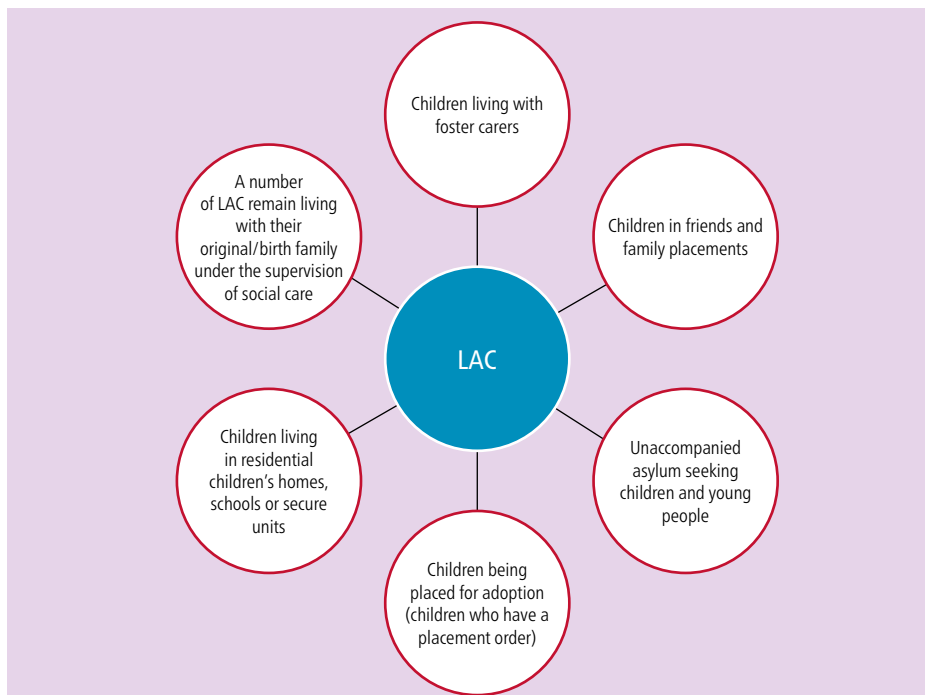 Children living with
foster carers
A number
of LAC remain living
with their
original/birth family
under the supervision
of social care
Children in friends and
family placements
LAC
Children living
in residential
children's homes,
schools or secure
units
Unaccompanied
asylum seeking
children and young
people
Children being
placed for adoption
(children who have a
placement order)